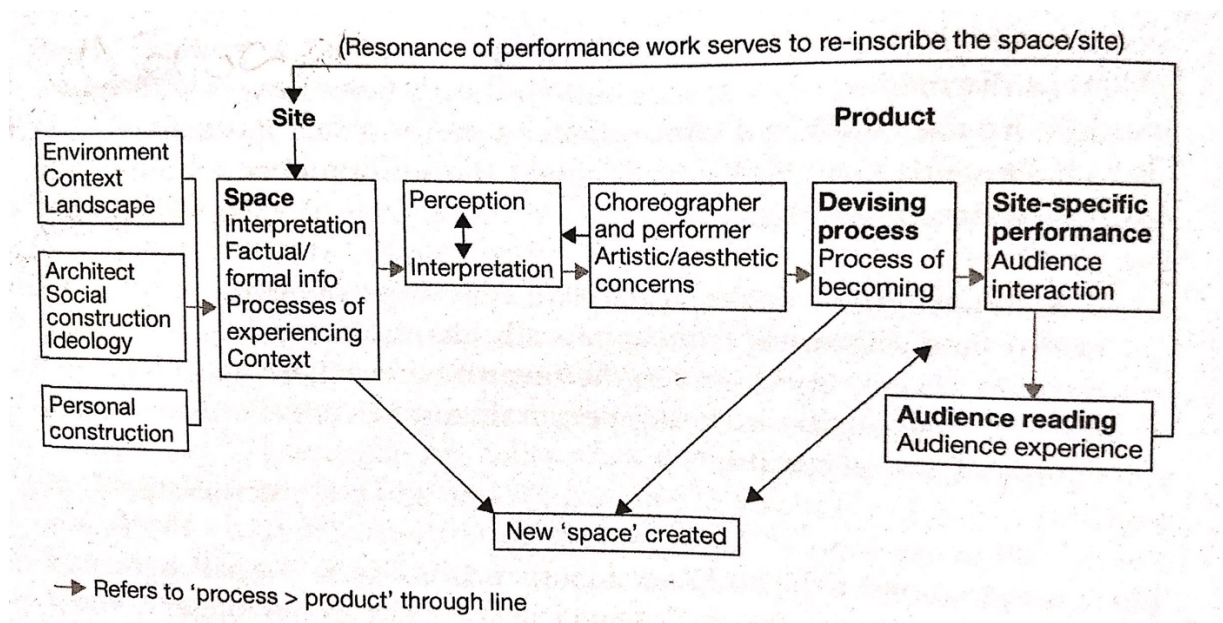 (Resonance of performance work serves to re-inscribe the space/site)
Site
Product
Environment
Context
Landscape
Architect
Social
construction
Ideology
Personal
construction
Space
Interpretation
Factual/
formal info
Processes of
experiencing
Context
Perception
Interpretation
Choreographer
and performer
Artistic/aesthetic
concerns
Devising
process
Process of
becoming
Site-specific
performance
Audience
interaction
Audience reading
Audience experience
New ‘space’ created
Refers to ‘process > product’ through line